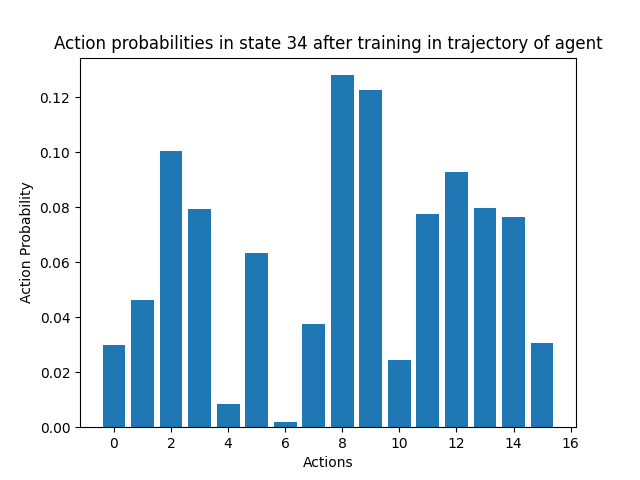 Action probabilities in state 34 after training in trajectory of agent
Action Probability
0.12
0.10
0.08
0.06
0.04
0.02
0.00
0 2 4 6 8 10 12 14 16
Actions